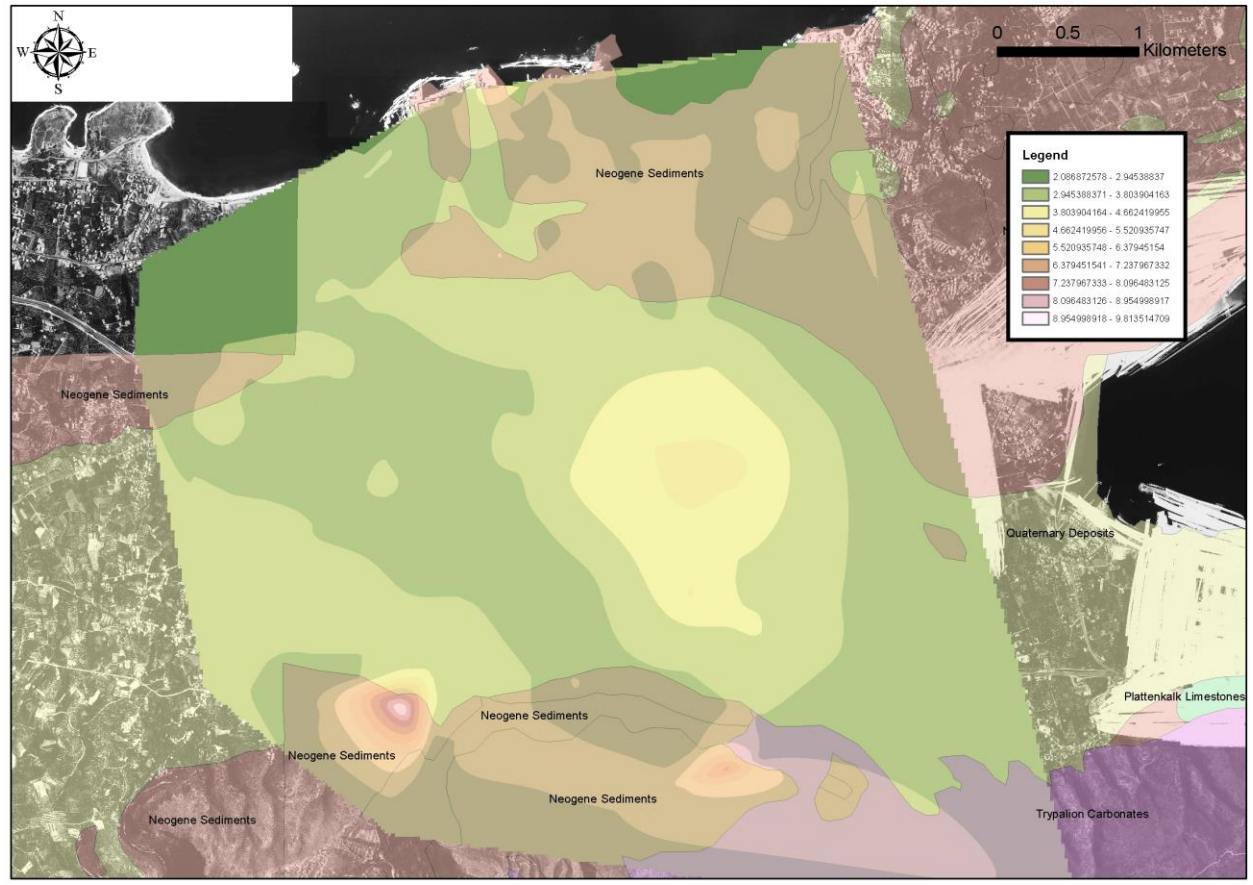 N
W
E
S
0 0.5 1
Kilometers
Legend
2.086872578 - 2.94538837
2.945388371 - 3.803904163
3.803904164 - 4.662419955
4.662419956 - 5.520935747
5.520935748 - 6.37945154
6.379451541 - 7.237967332
7.237967333 - 8.096483125
8.096483126 - 8.954998917
8.954998918 - 9.813514709
Neogene Sediments
Neogene Sediments
Quaternary Deposits
Plattenkalk Limestones
Neogene Sediments
Neogene Sediments
Neogene Sediments
Neogene Sediments
Trypalion Carbonates